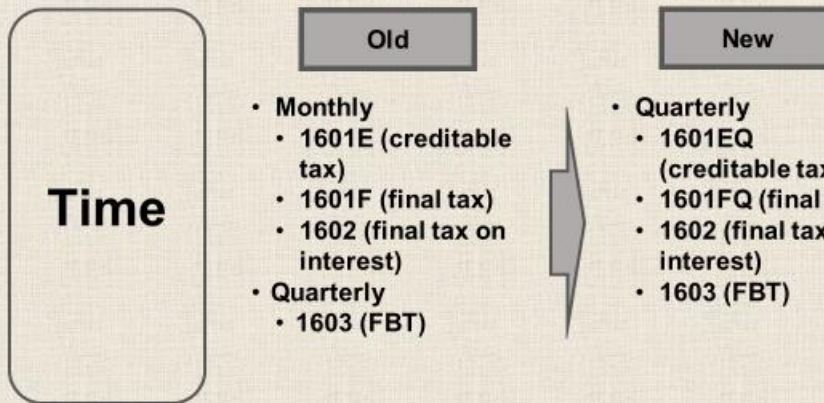 Time
Old
• Monthly
• 1601E (creditable
tax)
• 1601F (final tax)
• 1602 (final tax on
interest)
• Quarterly
• 1603 (FBT)
New
• Quarterly
• 1601EQ
(creditable tax
• 1601FQ (final
• 1602 (final tax
interest)
• 1603 (FBT)